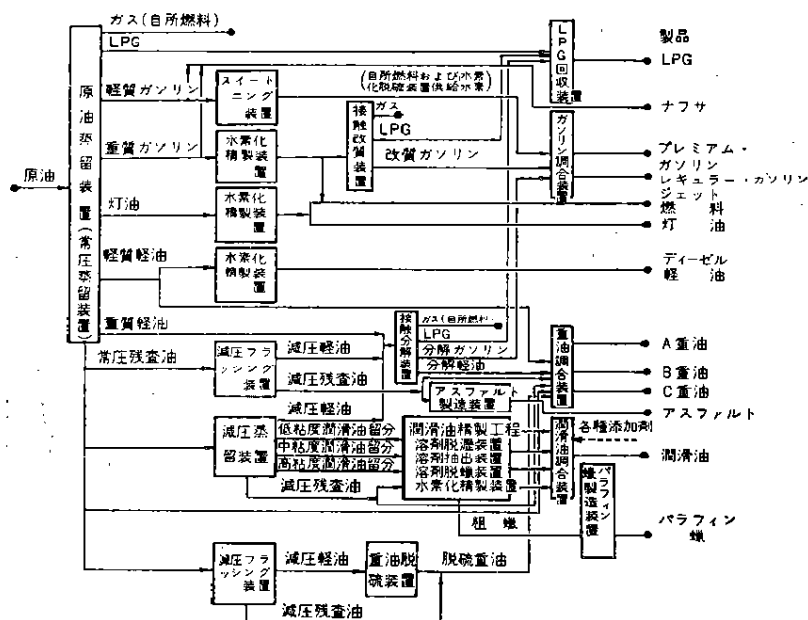 ガス(自所燃料)
LPG
製品
LPG
ナフサ
プレミアム・
ガソリン
レギュラー・ガソリン
ジェット
燃料
灯油
ディーゼル
軽油
A重油
B重油
C重油
アスファルト
各種添加剤
潤滑油
パラフィン
蠟
原油
原油蒸留装置(常圧蒸留装置)
軽質ガソリン
スイート
ニング
装置
重質ガソリン
水素化
精製装
置
灯油
水素化
精製装
置
軽質軽油
水素化
精製装
置
重質軽油
常圧残査油
(自所燃料および水素
化脱硫装置供給水素)
ガス
LPG
接触改質装置
改質ガソリン
LPG回収装置
ガソリン調合装置
減圧フラ
ッシング
装置
減圧軽油
減圧残査油
減圧軽油
接触分解装置
ガス(自所燃料)
LPG
分解ガソリン
分解軽油
アスファルト
製造装置
重油調合装置
減圧蒸
留装置
低粘度潤滑油留分
中粘度潤滑油留分
高粘度潤滑油留分
減圧残査油
潤滑油精製工程
溶剤脱瀝装置
溶剤抽出装置
溶剤脱蠟装置
水素化精製装置
潤滑油調合装置
粗蠟
パラフィン
蠟製造装置
減圧フラ
ッシング
装置
減圧軽油
重油脱
硫装置
脱硫重油
減圧残査油